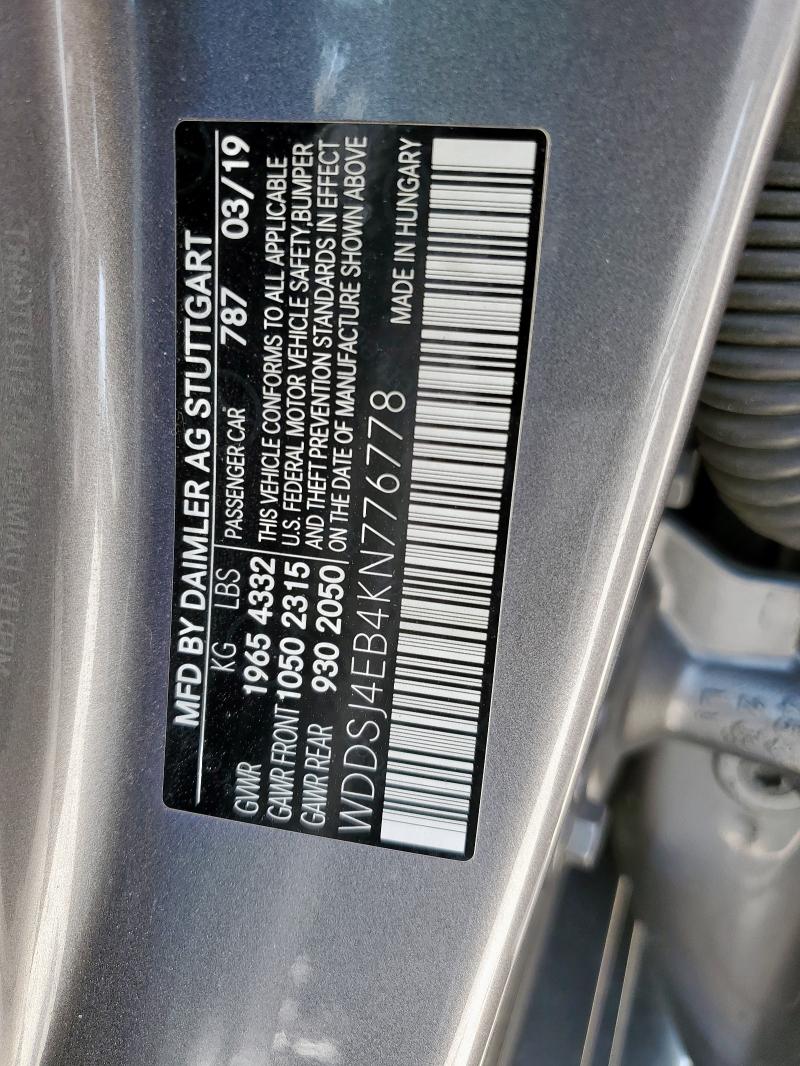 MFD BY DAIMLER AG STUTTGART
KG LBS PASSENGER CAR 787 03/19
GVWR 1965 4332
GAWR FRONT 1050 2315
GAWR REAR 930 2050
THIS VEHICLE CONFORMS TO ALL APPLICABLE
U.S. FEDERAL MOTOR VEHICLE SAFETY,BUMPER
AND THEFT PREVENTION STANDARDS IN EFFECT
ON THE DATE OF MANUFACTURE SHOWN ABOVE
WDDSJ4EB4KN776778 MADE IN HUNGARY